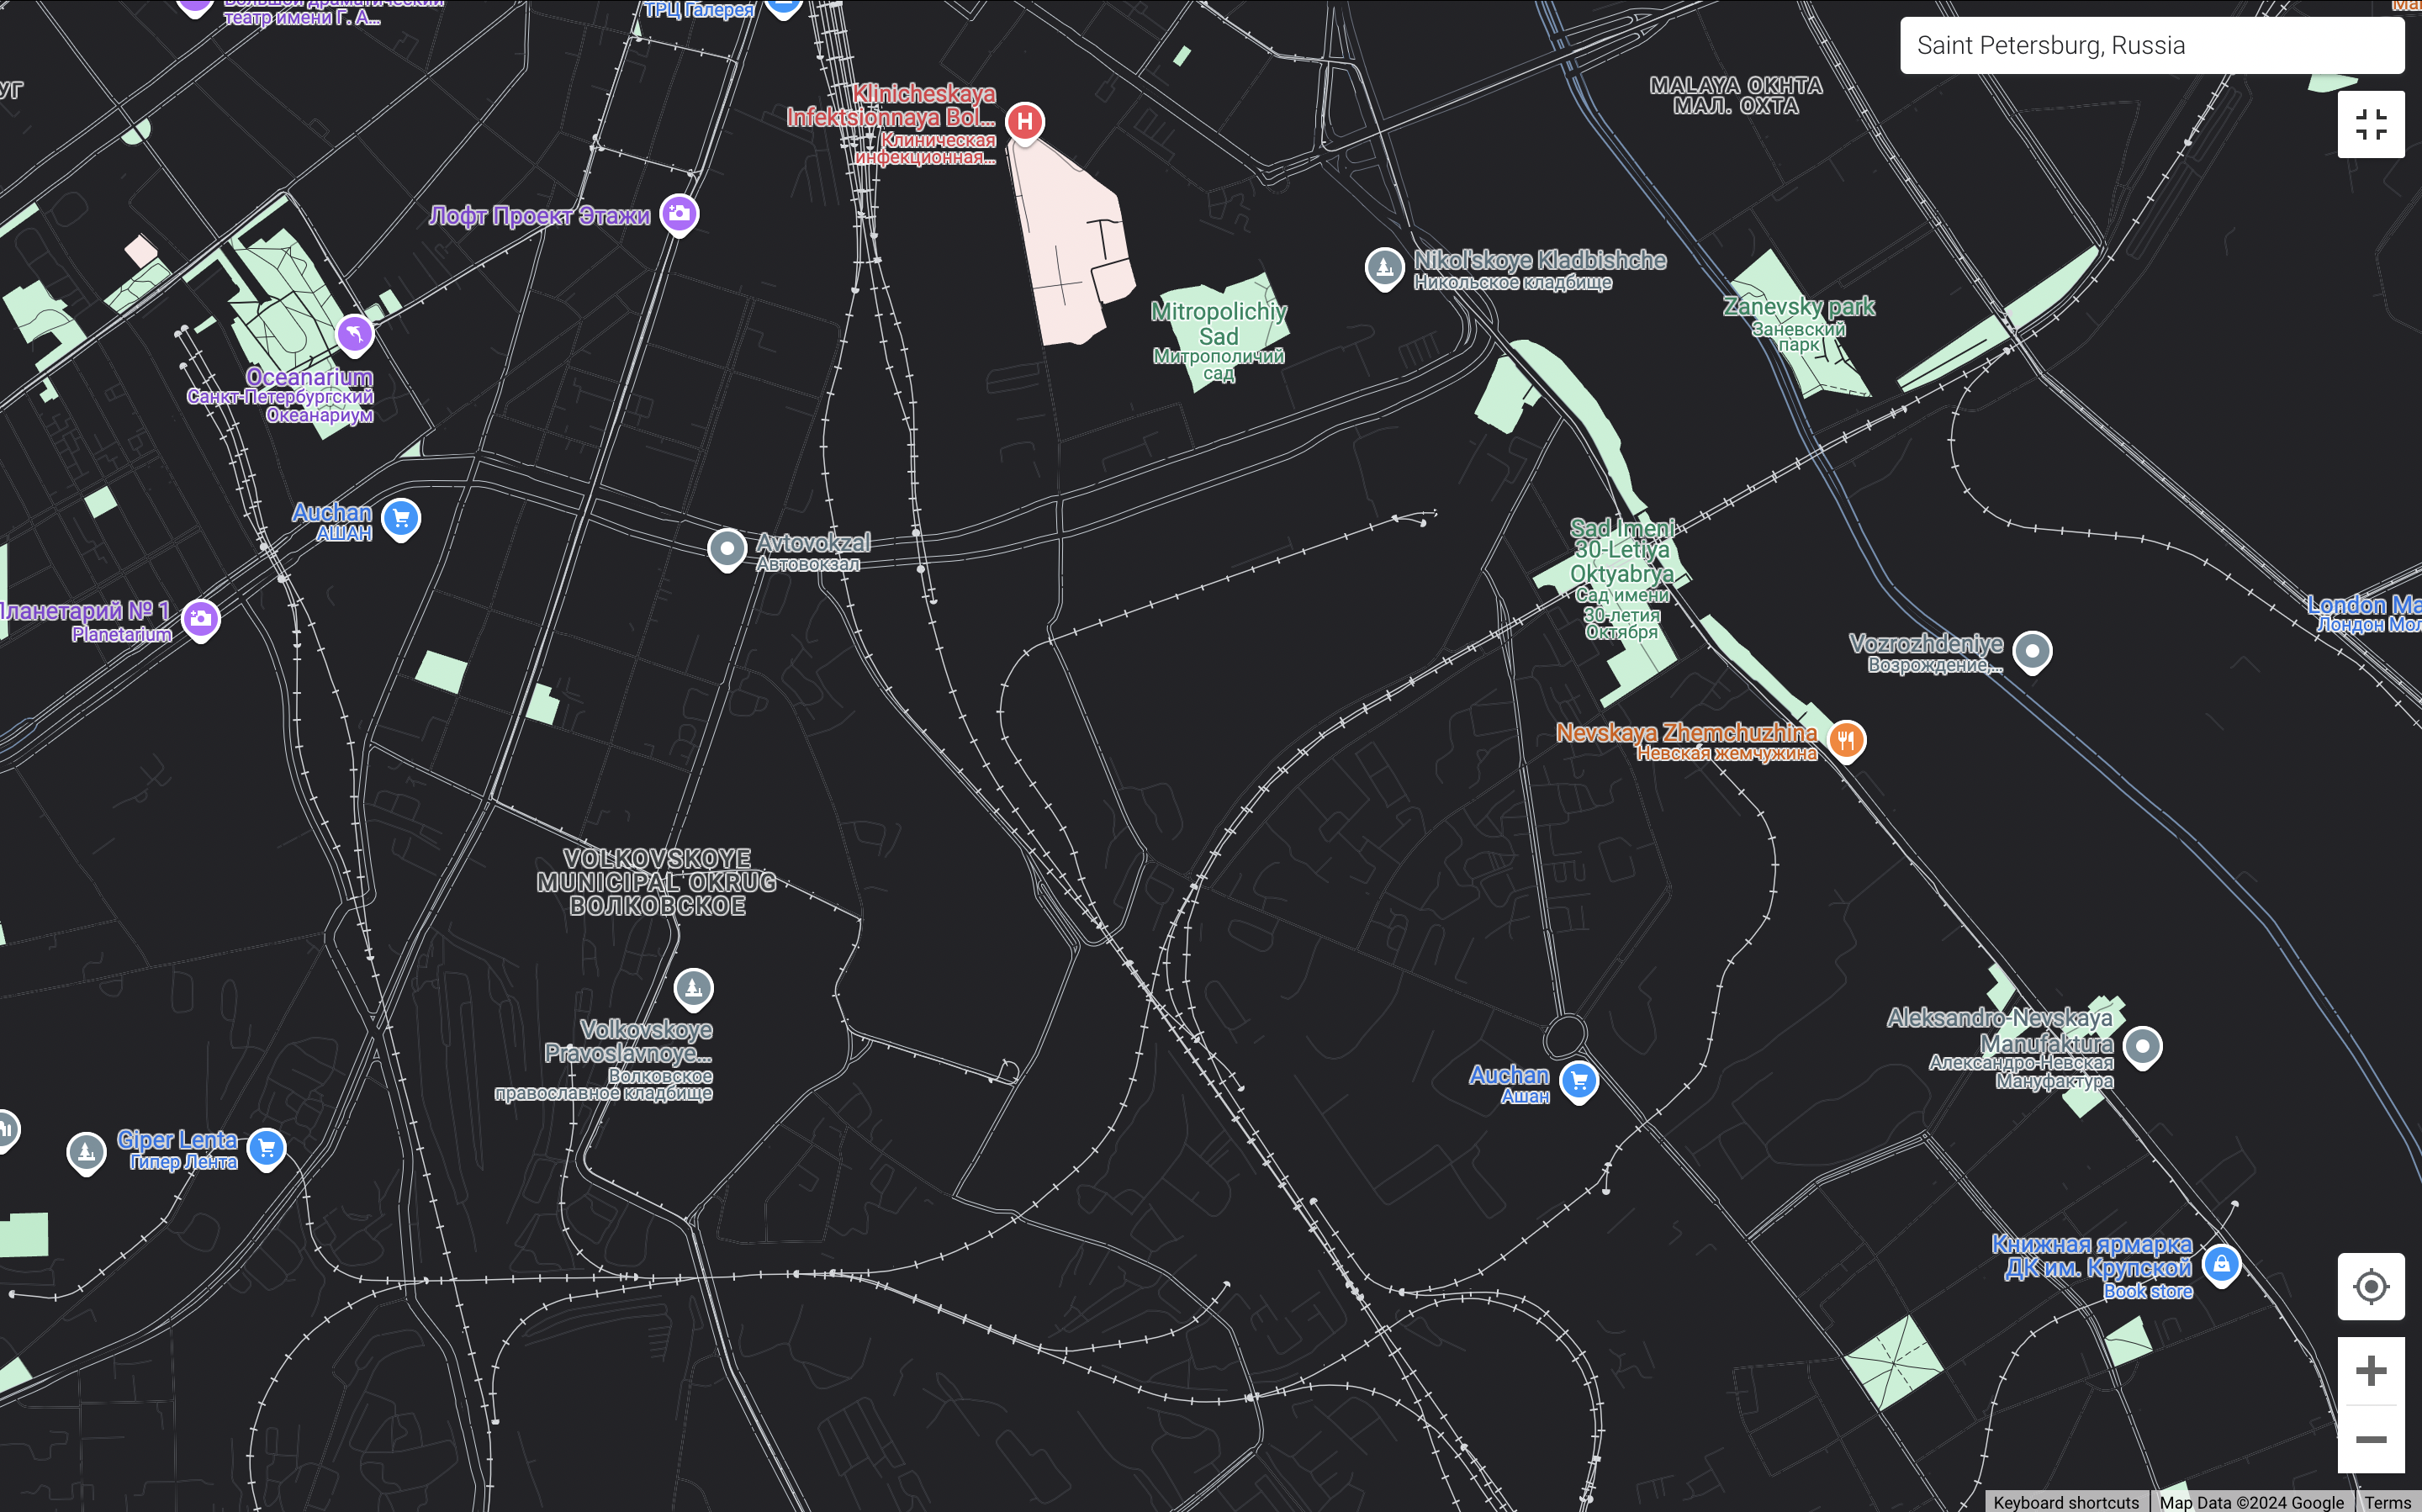 театр имени Г. А...
ТРЦ Галерея
Saint Petersburg, Russia
УГ
MALAYA OKHTA
МАЛ. ОХТА
Klinicheskaya
Infektsionnaya Bol...
Клиническая
инфекционная...
Лофт Проект Этажи
Nikol'skoye Kladbishche
Никольское кладбище
Mitropolichiy
Sad
Митрополичий
сад
Zanevsky park
Заневский
парк
Oceanarium
Санкт-Петербургский
Океанариум
Auchan
АШАН
Avtovokzal
Автовокзал
Sad Imeni
30-Letiya
Oktyabrya
Сад имени
30-летия
Октября
Планетарий № 1
Planetarium
London Ma
Лондон Мол
Vozrozhdeniye
Возрождение,...
Nevskaya Zhemchuzhina
Невская жемчужина
VOLKOVSKOYE
MUNICIPAL OKRUG
ВОЛКОВСКОЕ
Volkovskoye
Pravoslavnoye...
Волковское
православное кладбище
Aleksandro-Nevskaya
Manufaktura
Александро-Невская
Мануфактура
Auchan
Ашан
Giper Lenta
Гипер Лента
Книжная ярмарка
ДК им. Крупской
Book store
Keyboard shortcuts
Map Data ©2024 Google
Terms